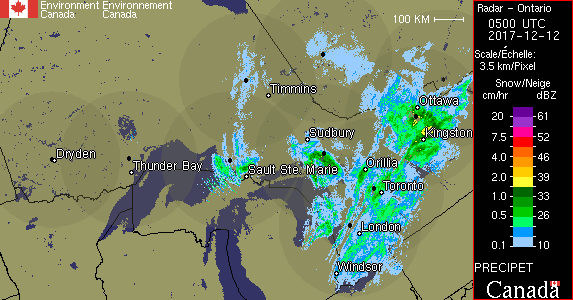 Environment Environnement
Canada Canada
100 KM
Timmins
Ottawa
Kingston
Sudbury
Dryden
Thunder Bay
Sault Ste. Marie
Orillia
Toronto
London
Windsor
Radar - Ontario
0500 UTC
2017-12-12
Scale/Échelle:
3.5 km/Pixel
Snow/Neige
cm/hr dBZ
20 61
7.5 52
4.0 46
2.0 39
1.0 33
0.5 26
0.1 10
PRECIPET
Canada